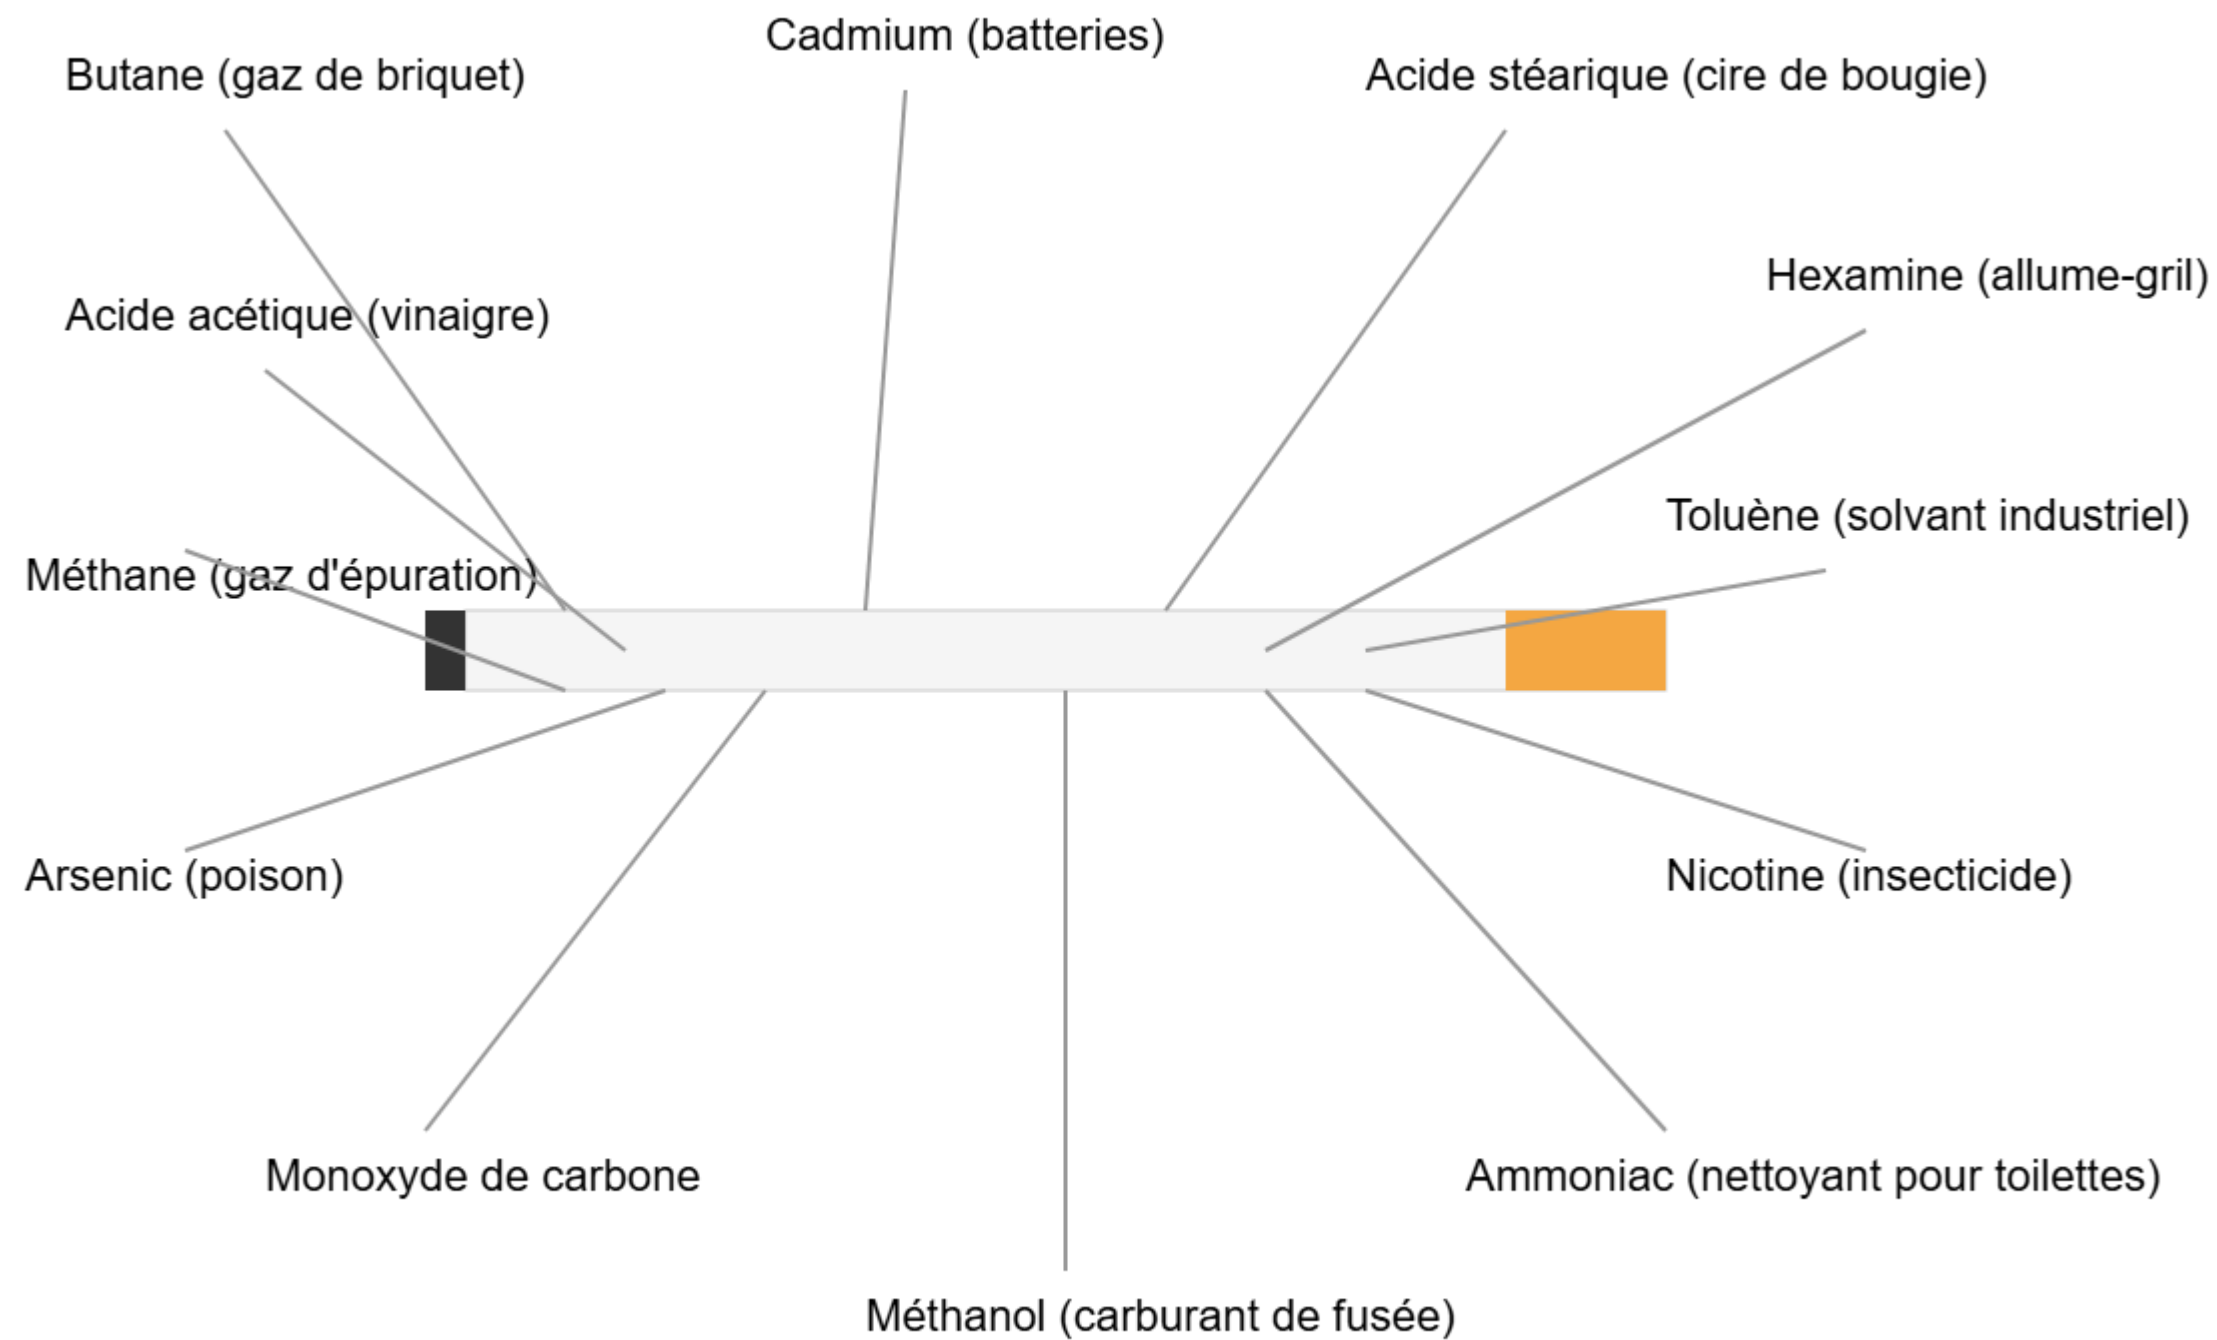 Cadmium (batteries)
Butane (gaz de briquet)
Acide stéarique (cire de bougie)
Hexamine (allume-gril)
Acide acétique (vinaigre)
Toluène (solvant industriel)
Méthane (gaz d'épuration)
Arsenic (poison)
Nicotine (insecticide)
Monoxyde de carbone
Ammoniac (nettoyant pour toilettes)
Méthanol (carburant de fusée)